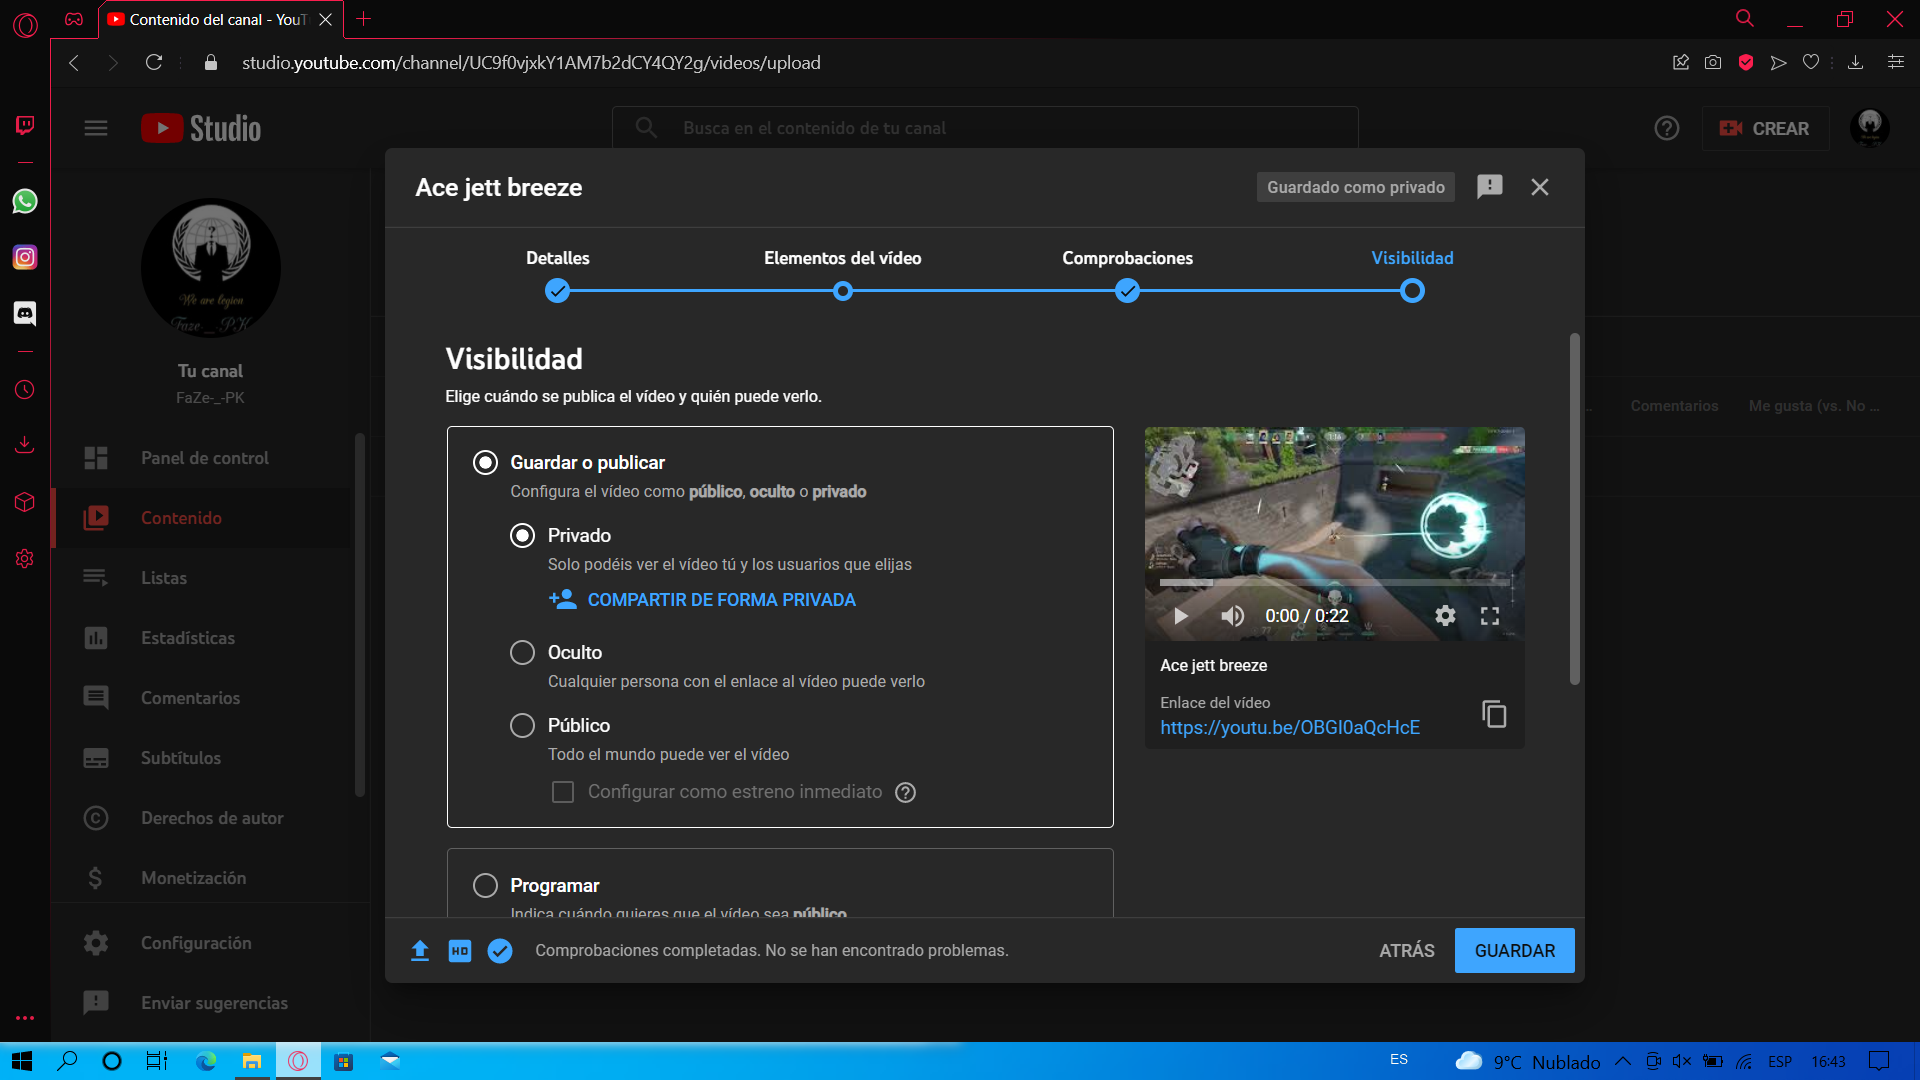 Contenido del canal - YouT
studio.youtube.com/channel/UC9f0vjxkY1AM7b2dCY4QY2g/videos/upload
Studio
Busca en el contenido de tu canal
CREAR
Ace jett breeze
Guardado como privado
Detalles
Elementos del vídeo
Comprobaciones
Visibilidad
We are legion
Faze-_-PK
Tu canal
FaZe-_-PK
Panel de control
Contenido
Listas
Estadísticas
Comentarios
Subtítulos
Derechos de autor
Monetización
Configuración
Enviar sugerencias
Visibilidad
Elige cuándo se publica el vídeo y quién puede verlo.
Guardar o publicar
Configura el vídeo como público, oculto o privado
Privado
Solo podéis ver el vídeo tú y los usuarios que elijas
COMPARTIR DE FORMA PRIVADA
Oculto
Cualquier persona con el enlace al vídeo puede verlo
Público
Todo el mundo puede ver el vídeo
Configurar como estreno inmediato
Programar
Indica cuándo quieres que el vídeo sea público
0:00 / 0:22
Ace jett breeze
Enlace del vídeo
https://youtu.be/OBGI0aQcHcE
Comentarios
Me gusta (vs. No ...
HD
Comprobaciones completadas. No se han encontrado problemas.
ATRÁS
GUARDAR
ES
9°C Nublado
ESP
16:43